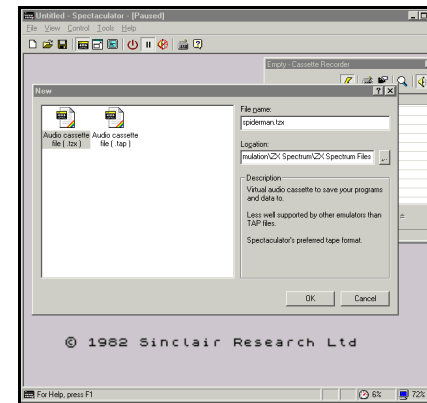 Untitled - Spectaculator - [Paused]
File View Control Tools Help
Empty - Cassette Recorder
New
Audio cassette file ( .tzx )
Audio cassette file ( .tap )
File name:
spiderman.tzx
Location:
mulation\ZX Spectrum\ZX Spectrum Files
...
Description
Virtual audio cassette to save your programs
and data to.
Less well supported by other emulators than
TAP files.
Spectaculator's preferred tape format.
OK Cancel
© 1982 Sinclair Research Ltd
For Help, press F1
6% 72%